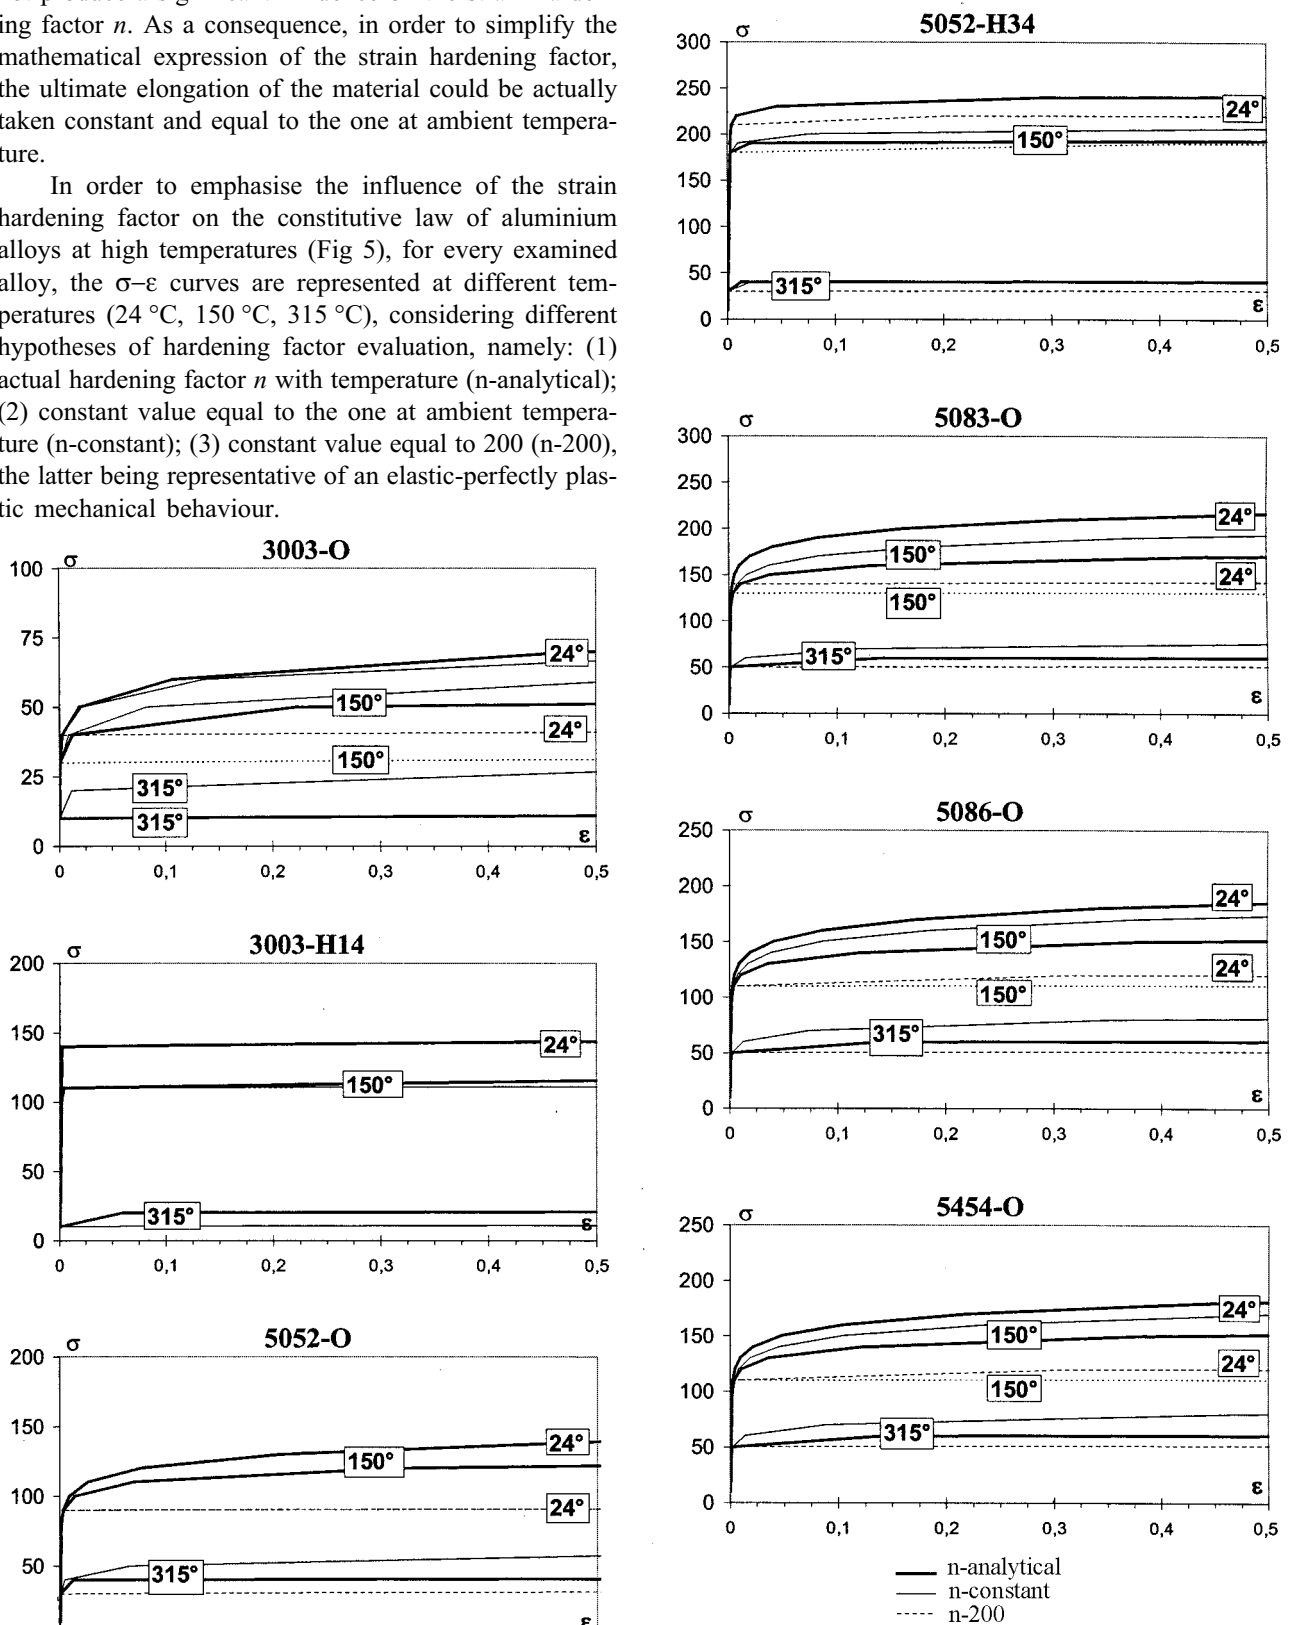 ing factor n. As a consequence, in order to simplify the
mathematical expression of the strain hardening factor,
the ultimate elongation of the material could be actually
taken constant and equal to the one at ambient tempera-
ture.
In order to emphasise the influence of the strain
hardening factor on the constitutive law of aluminium
alloys at high temperatures (Fig 5), for every examined
alloy, the σ–ε curves are represented at different tem-
peratures (24 °C, 150 °C, 315 °C), considering different
hypotheses of hardening factor evaluation, namely: (1)
actual hardening factor n with temperature (n-analytical);
(2) constant value equal to the one at ambient tempera-
ture (n-constant); (3) constant value equal to 200 (n-200),
the latter being representative of an elastic-perfectly plas-
tic mechanical behaviour.
3003-O
σ
100
75
50
25
0
24°
150°
24°
150°
315°
315°
ε
0 0,1 0,2 0,3 0,4 0,5
3003-H14
σ
200
150
100
50
0
24°
150°
315°
ε
0 0,1 0,2 0,3 0,4 0,5
5052-O
σ
200
150
100
50
24°
150°
24°
315°
ε
5052-H34
σ
300
250
200
150
100
50
0
24°
150°
315°
ε
0 0,1 0,2 0,3 0,4 0,5
5083-O
σ
300
250
200
150
100
50
0
24°
150°
24°
150°
315°
ε
0 0,1 0,2 0,3 0,4 0,5
5086-O
σ
250
200
150
100
50
0
24°
150°
24°
150°
315°
ε
0 0,1 0,2 0,3 0,4 0,5
5454-O
σ
250
200
150
100
50
0
24°
150°
24°
150°
315°
ε
0 0,1 0,2 0,3 0,4 0,5
n-analytical
n-constant
n-200